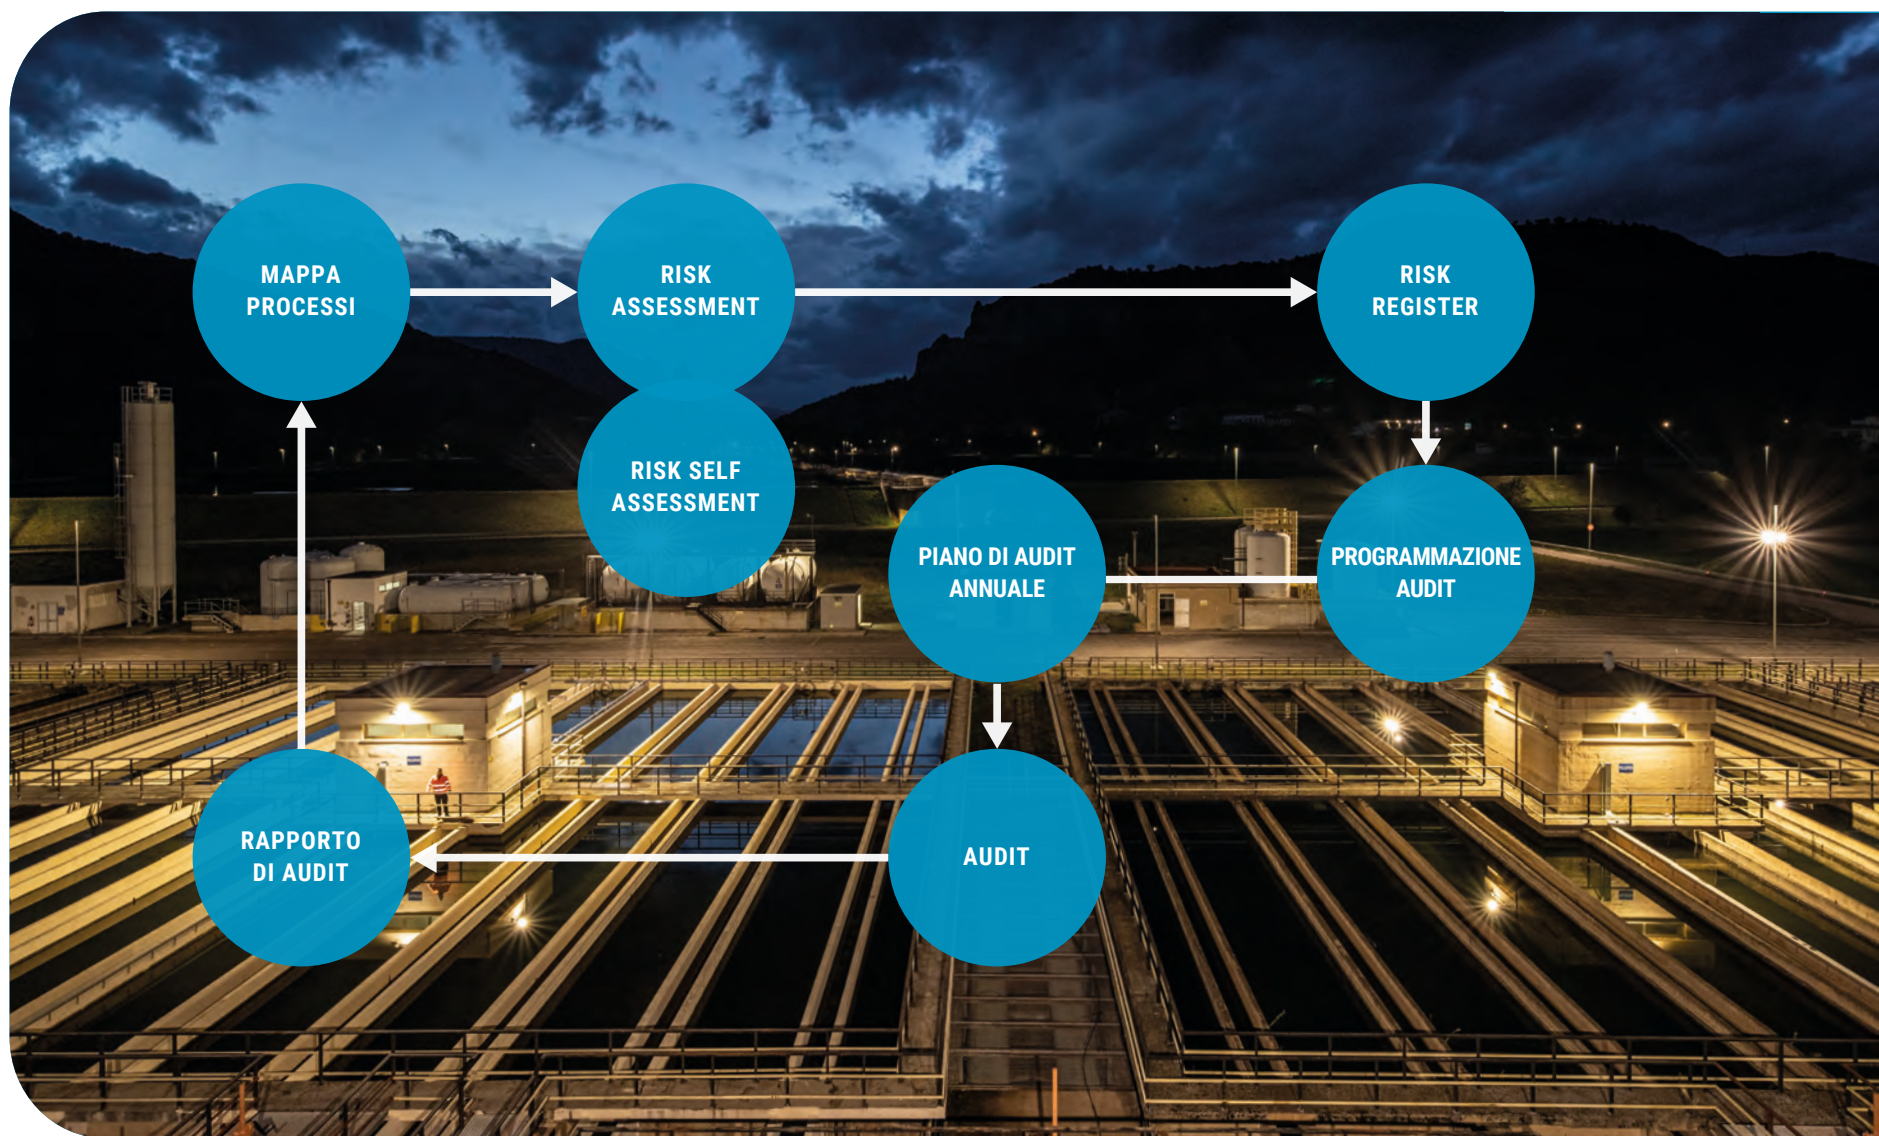 MAPPA
PROCESSI
RISK
ASSESSMENT
RISK
REGISTER
RISK SELF
ASSESSMENT
PIANO DI AUDIT
ANNUALE
PROGRAMMAZIONE
AUDIT
RAPPORTO
DI AUDIT
AUDIT